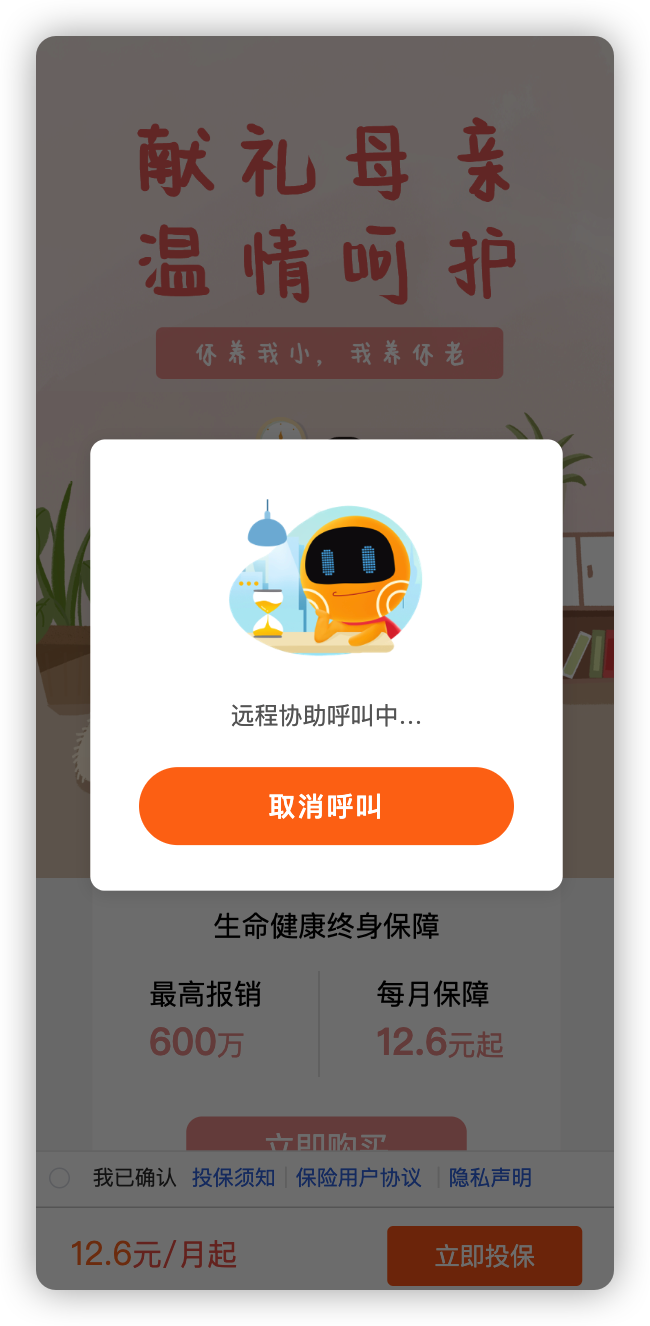 献礼母亲
温情呵护
你养我小，我养你老
远程协助呼叫中...
取消呼叫
生命健康终身保障
最高报销 每月保障
600万 12.6元起
立即购买
我已确认 投保须知 保险用户协议 隐私声明
12.6元/月起 立即投保